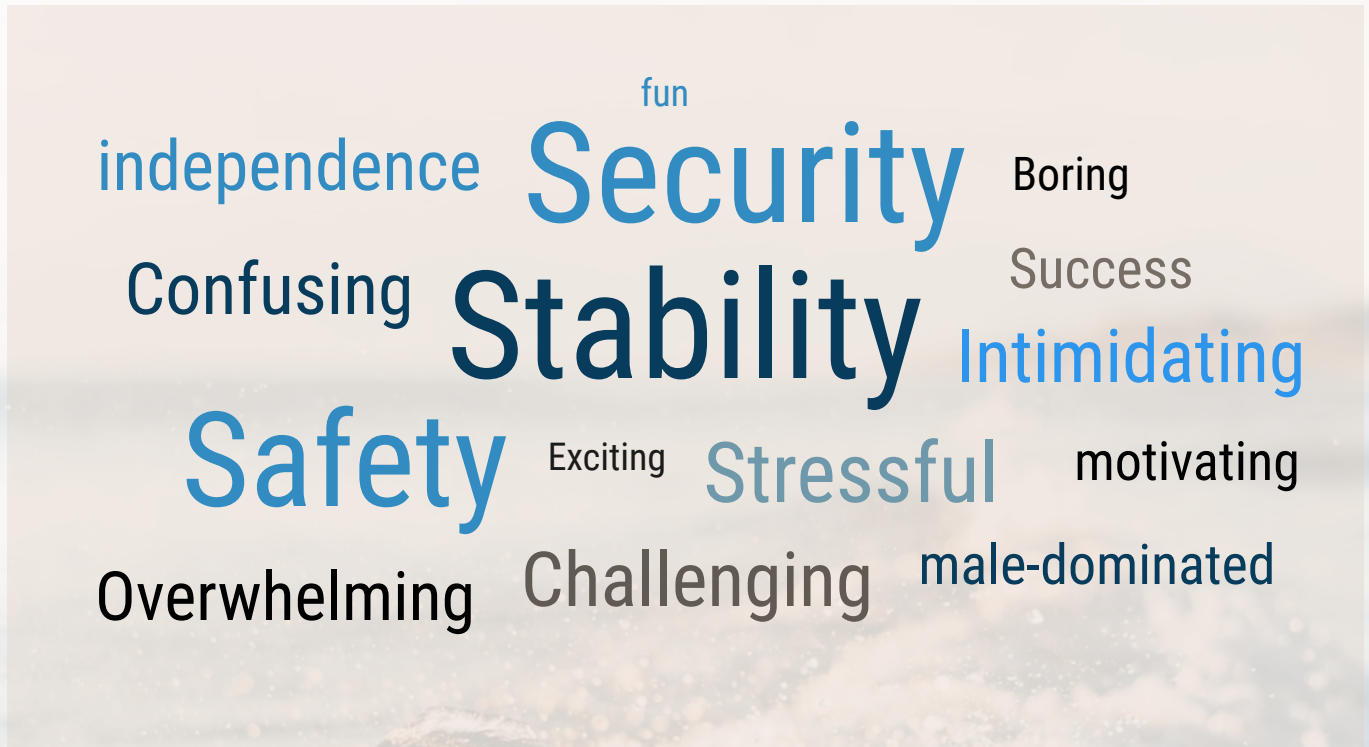 fun
independence
Security
Boring
Confusing
Stability
Success
Intimidating
Safety
Exciting
Stressful
motivating
Overwhelming
Challenging
male-dominated